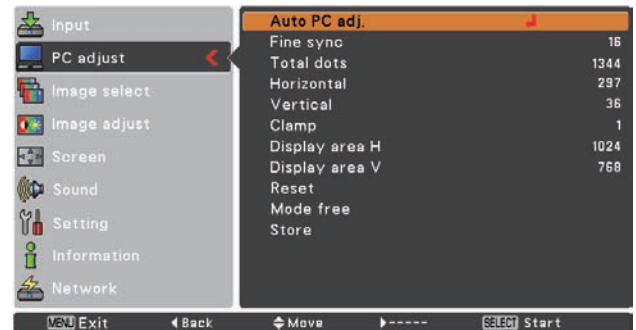 Input
PC adjust
Image select
Image adjust
Screen
Sound
Setting
Information
Network
Auto PC adj.
Fine sync 16
Total dots 1344
Horizontal 297
Vertical 36
Clamp 1
Display area H 1024
Display area V 768
Reset
Mode free
Store
MENU Exit Back Move ----- SELECT Start